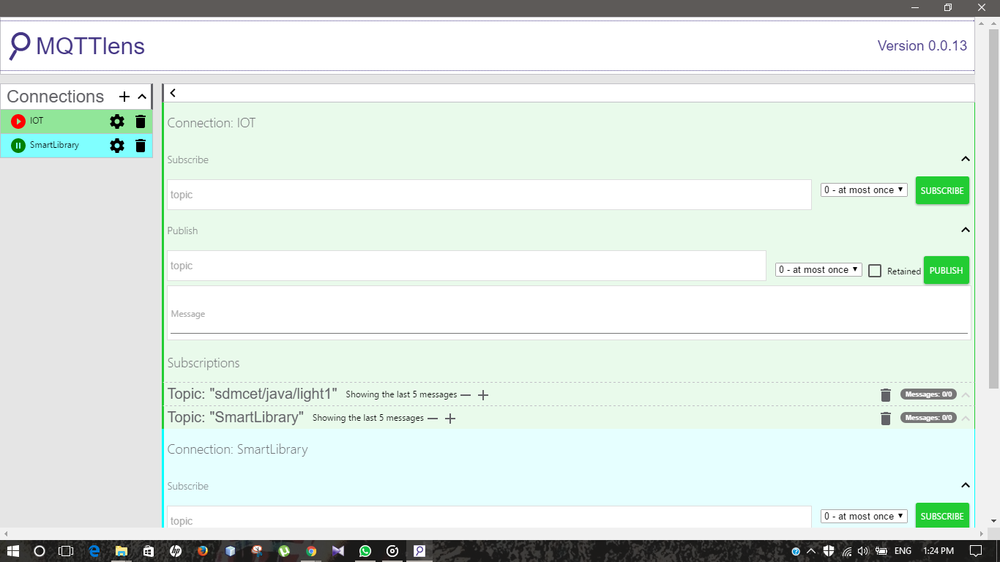 MQTTlens
Version 0.0.13
Connections
IOT
SmartLibrary
Connection: IOT
Subscribe
topic
0 - at most once
SUBSCRIBE
Publish
topic
0 - at most once
Retained
PUBLISH
Message
Subscriptions
Topic: "sdmcet/java/light1" Showing the last 5 messages
Messages: 0/0
Topic: "SmartLibrary" Showing the last 5 messages
Messages: 0/0
Connection: SmartLibrary
Subscribe
topic
0 - at most once
SUBSCRIBE
hp
ENG
1:24 PM